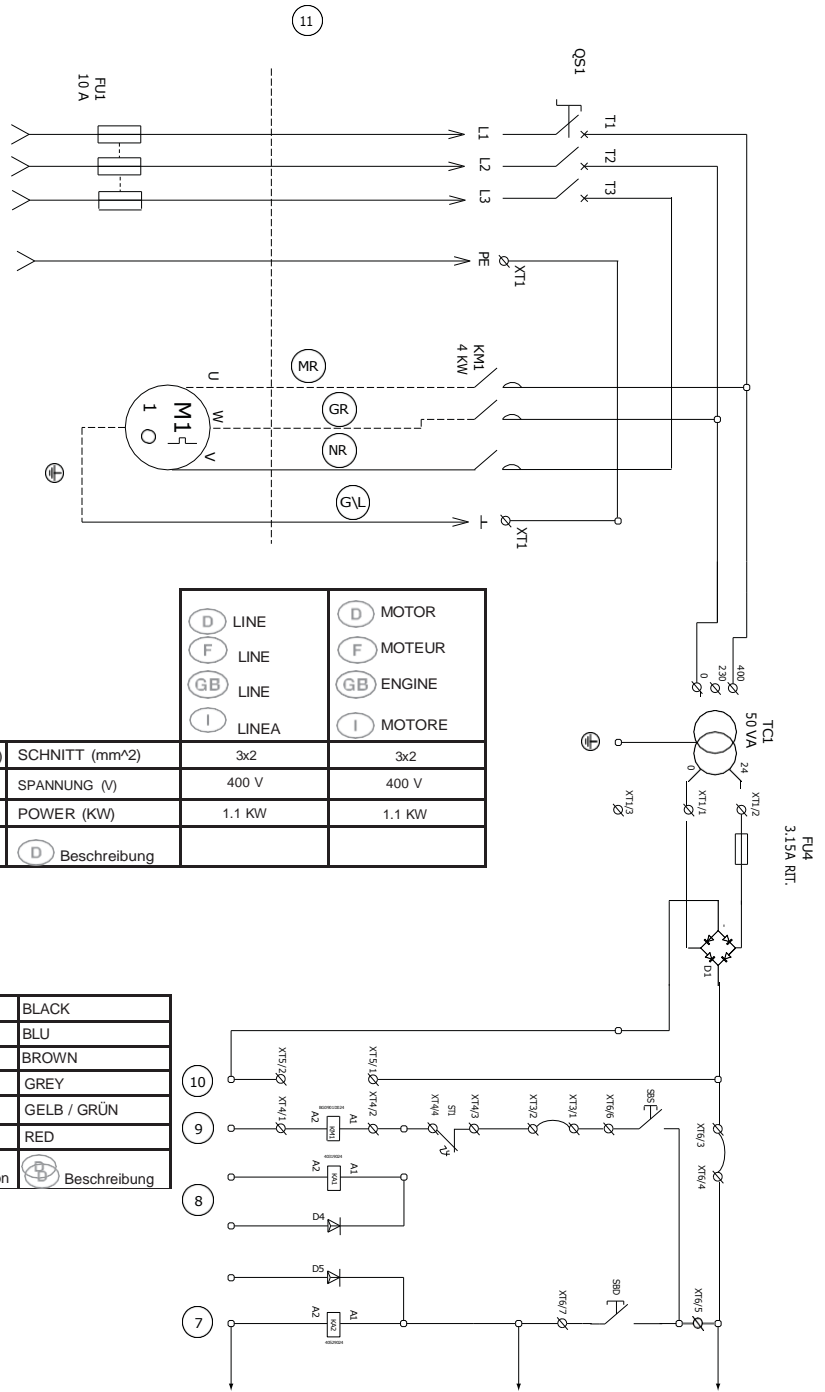 11
FU1
10 A
QS1
L1
T1
L2
T2
L3
T3
PE
XT1
KM1
4 KW
MR
GR
NR
G\L
U
W
V
M1
1
XT1
D LINE
F LINE
GB LINE
I LINEA
D MOTOR
F MOTEUR
GB ENGINE
I MOTORE
) SCHNITT (mm^2) 3x2 3x2
SPANNUNG (V) 400 V 400 V
POWER (KW) 1.1 KW 1.1 KW
D Beschreibung
0
230
400
TC1
50 VA
0
24
XT1/3
XT1/1
XT1/2
FU4
3.15A RIT.
D1
BLACK
BLU
BROWN
GREY
GELB / GRÜN
RED
on D Beschreibung
10
XT5/2
XT5/1
9
XT4/1
A2
KM1
A1
XT4/2
XT4/4
XT4/3
XT3/2
XT3/1
XT6/6
SBS
XT6/3
XT6/4
8
A2
KA1
A1
D4
D5
7
A2
KA2
A1
XT6/7
SBD
XT6/5